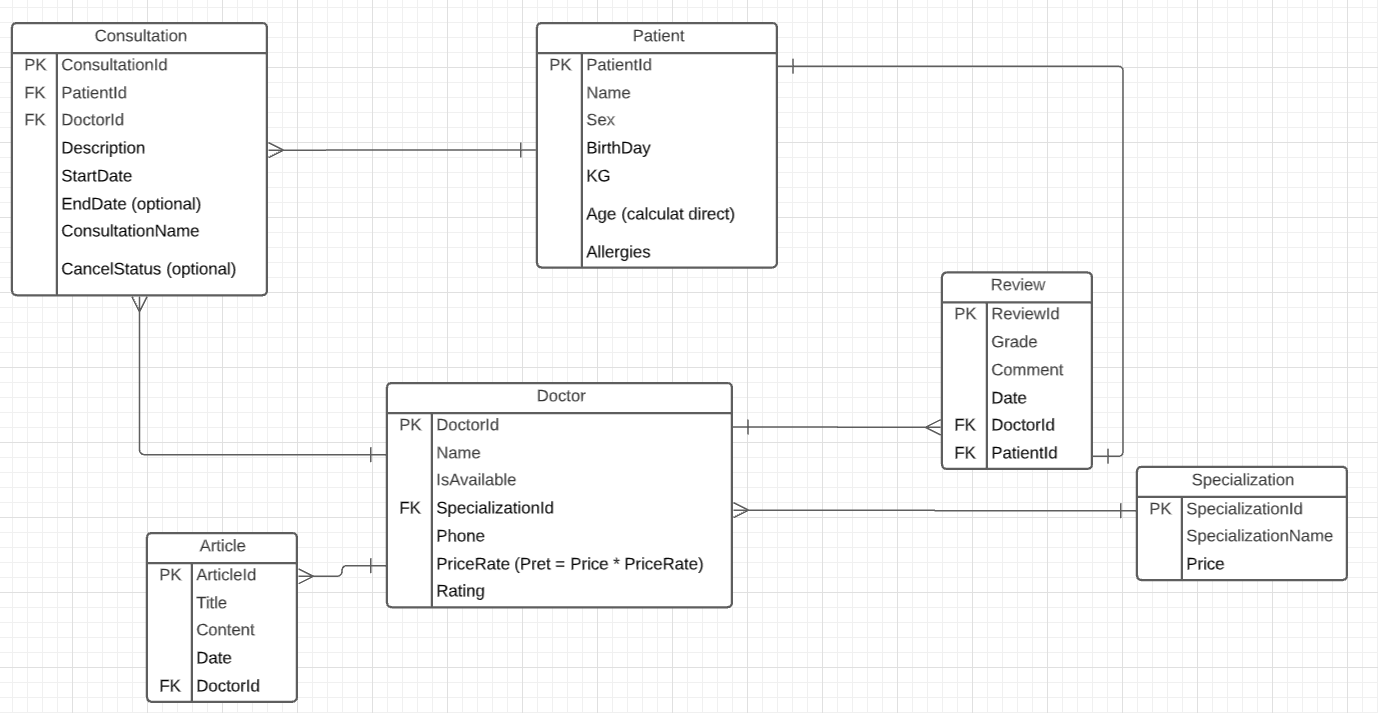 Consultation
PK ConsultationId
FK PatientId
FK DoctorId
Description
StartDate
EndDate (optional)
ConsultationName
CancelStatus (optional)
Patient
PK PatientId
Name
Sex
BirthDay
KG
Age (calculat direct)
Allergies
Review
PK ReviewId
Grade
Comment
Date
FK DoctorId
FK PatientId
Doctor
PK DoctorId
Name
IsAvailable
FK SpecializationId
Phone
PriceRate (Pret = Price * PriceRate)
Rating
Specialization
PK SpecializationId
SpecializationName
Price
Article
PK ArticleId
Title
Content
Date
FK DoctorId